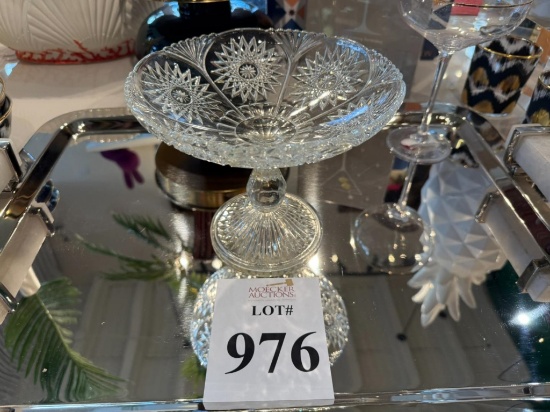 MOECKER
AUCTIONS
LOT#
976